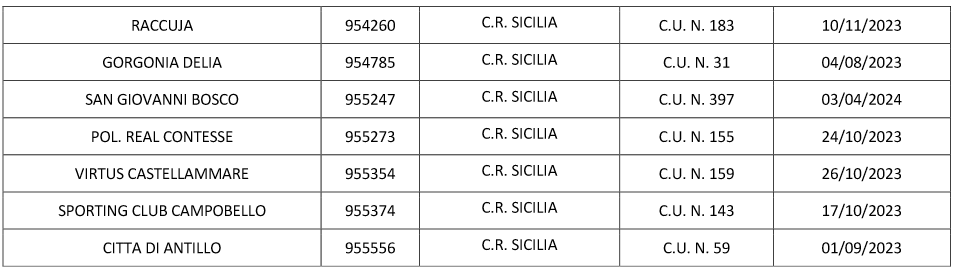 RACCUJA 954260 C.R. SICILIA C.U. N. 183 10/11/2023
GORGONIA DELIA 954785 C.R. SICILIA C.U. N. 31 04/08/2023
SAN GIOVANNI BOSCO 955247 C.R. SICILIA C.U. N. 397 03/04/2024
POL. REAL CONTESSE 955273 C.R. SICILIA C.U. N. 155 24/10/2023
VIRTUS CASTELLAMMARE 955354 C.R. SICILIA C.U. N. 159 26/10/2023
SPORTING CLUB CAMPOBELLO 955374 C.R. SICILIA C.U. N. 143 17/10/2023
CITTA DI ANTILLO 955556 C.R. SICILIA C.U. N. 59 01/09/2023